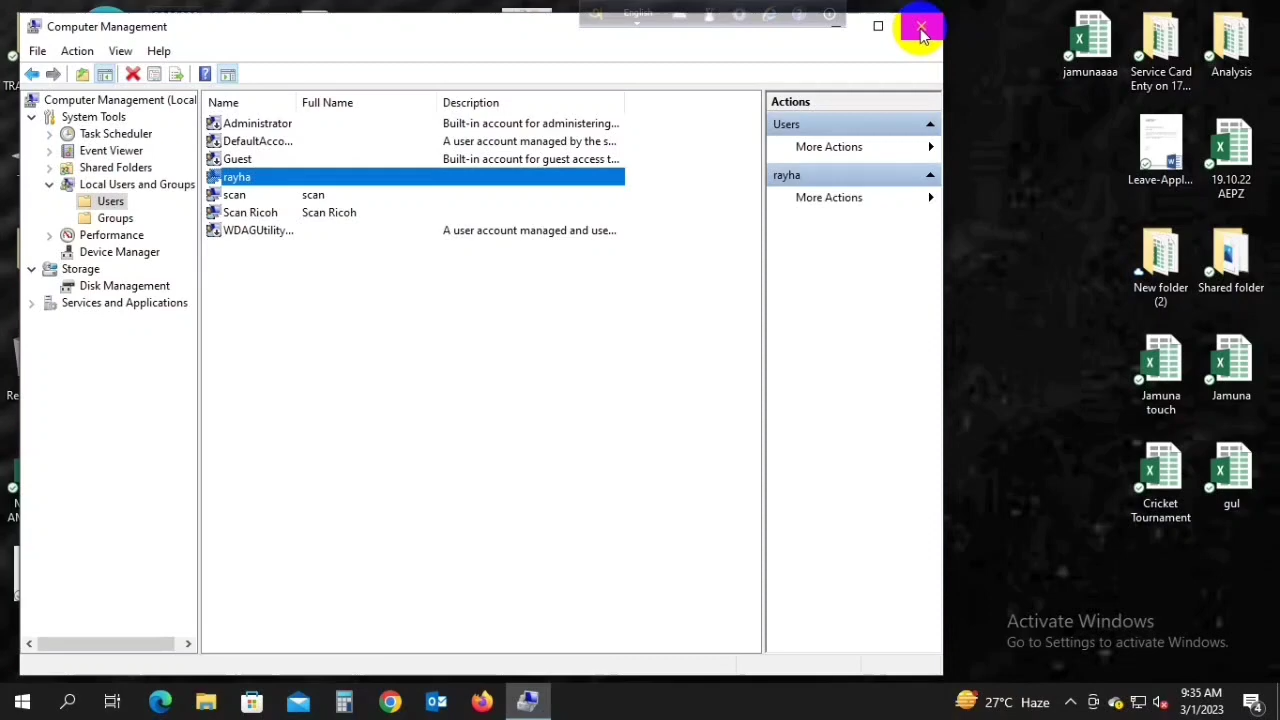 Computer Management
English
File Action View Help
Computer Management (Local
System Tools
Task Scheduler
Event Viewer
Shared Folders
Local Users and Groups
Users
Groups
Performance
Device Manager
Storage
Disk Management
Services and Applications
Name Full Name Description
Administrator Built-in account for administering...
DefaultAcco... A user account managed by the s...
Guest Built-in account for guest access t...
rayha
scan scan
Scan Ricoh Scan Ricoh
WDAGUtility... A user account managed and use...
Actions
Users
More Actions
rayha
More Actions
TRA
Re
N
AN
jamunaaaa
Service Card
Enty on 17...
Analysis
Leave-Appl...
19.10.22
AEPZ
New folder
(2)
Shared folder
Jamuna
touch
Jamuna
Cricket
Tournament
gul
Activate Windows
Go to Settings to activate Windows.
27°C Haze
9:35 AM
3/1/2023
4